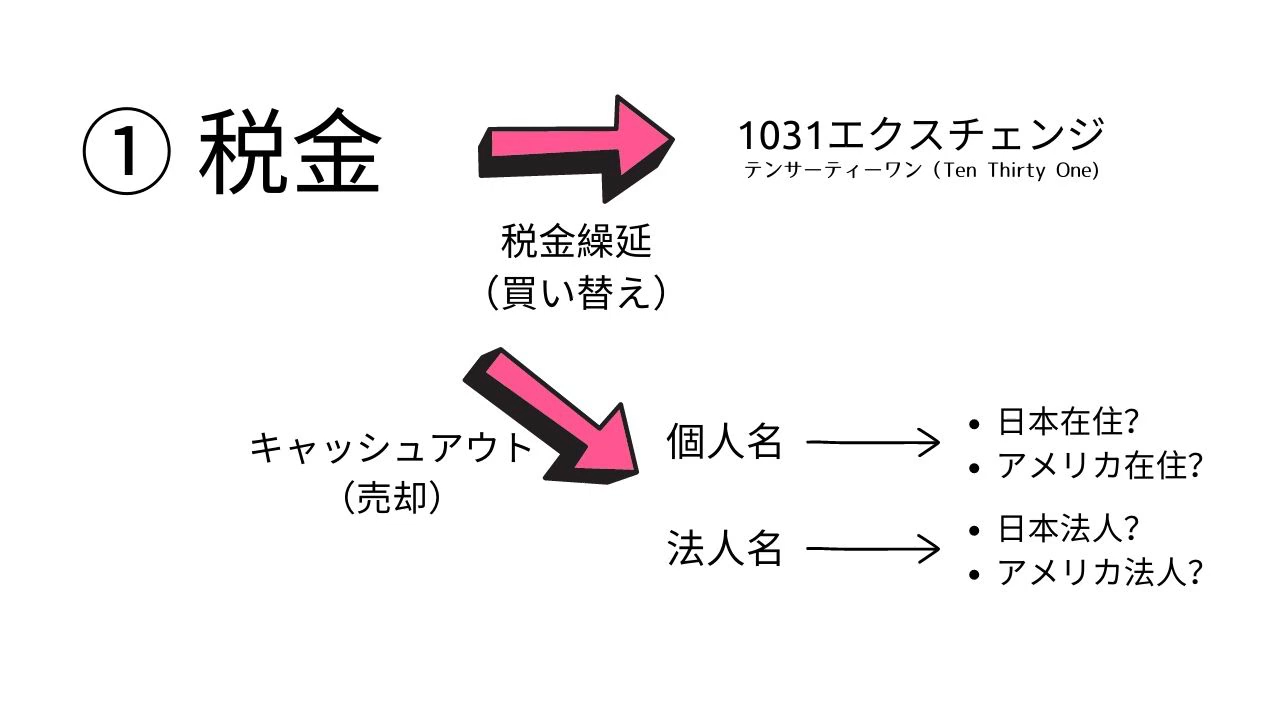 ① 税金
1031エクスチェンジ
テンサーティーワン（Ten Thirty One)
税金繰延
（買い替え）
キャッシュアウト
（売却）
個人名
・日本在住?
・アメリカ在住?
法人名
・日本法人?
・アメリカ法人?